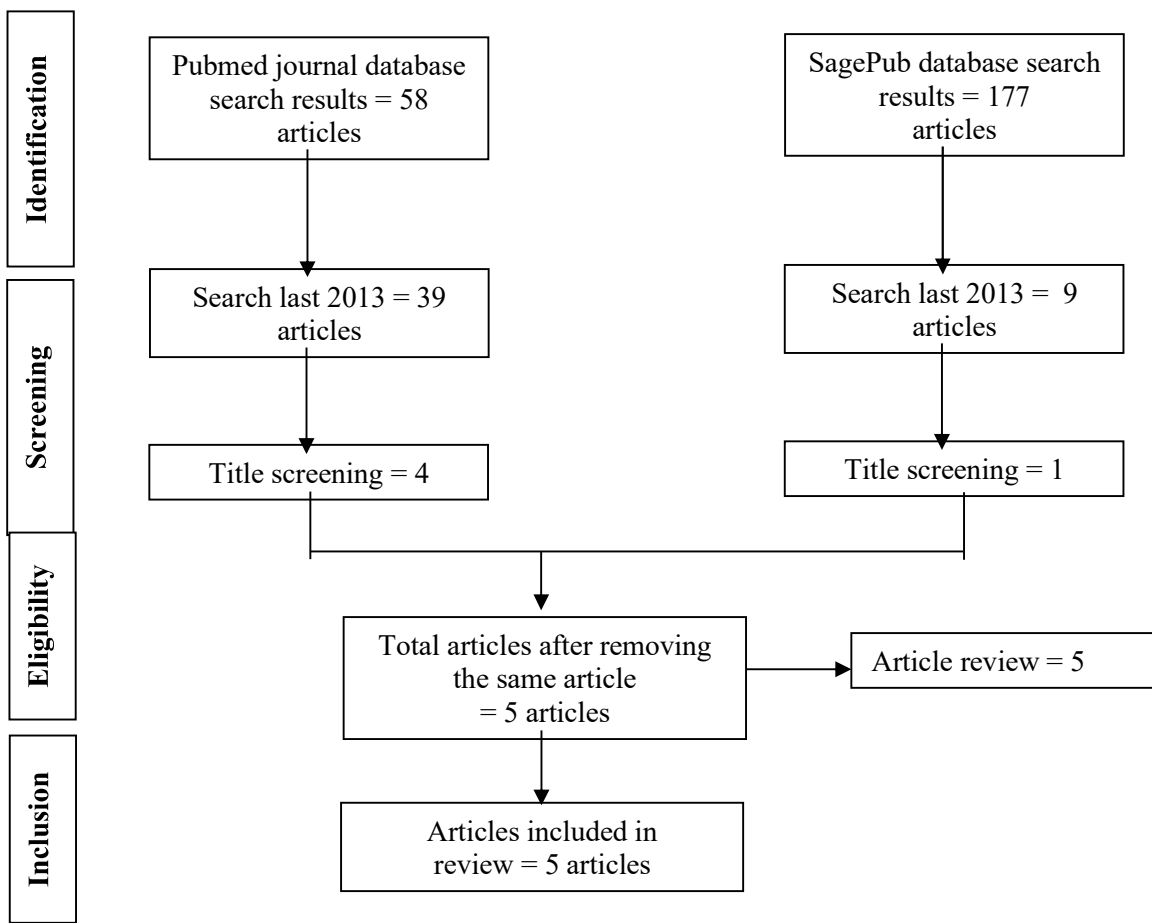 Identification
Pubmed journal database
search results = 58
articles
SagePub database search
results = 177
articles
Screening
Search last 2013 = 39
articles
Search last 2013 =  9
articles
Title screening = 4
Title screening = 1
Eligibility
Total articles after removing
the same article
= 5 articles
Article review = 5
Inclusion
Articles included in
review = 5 articles